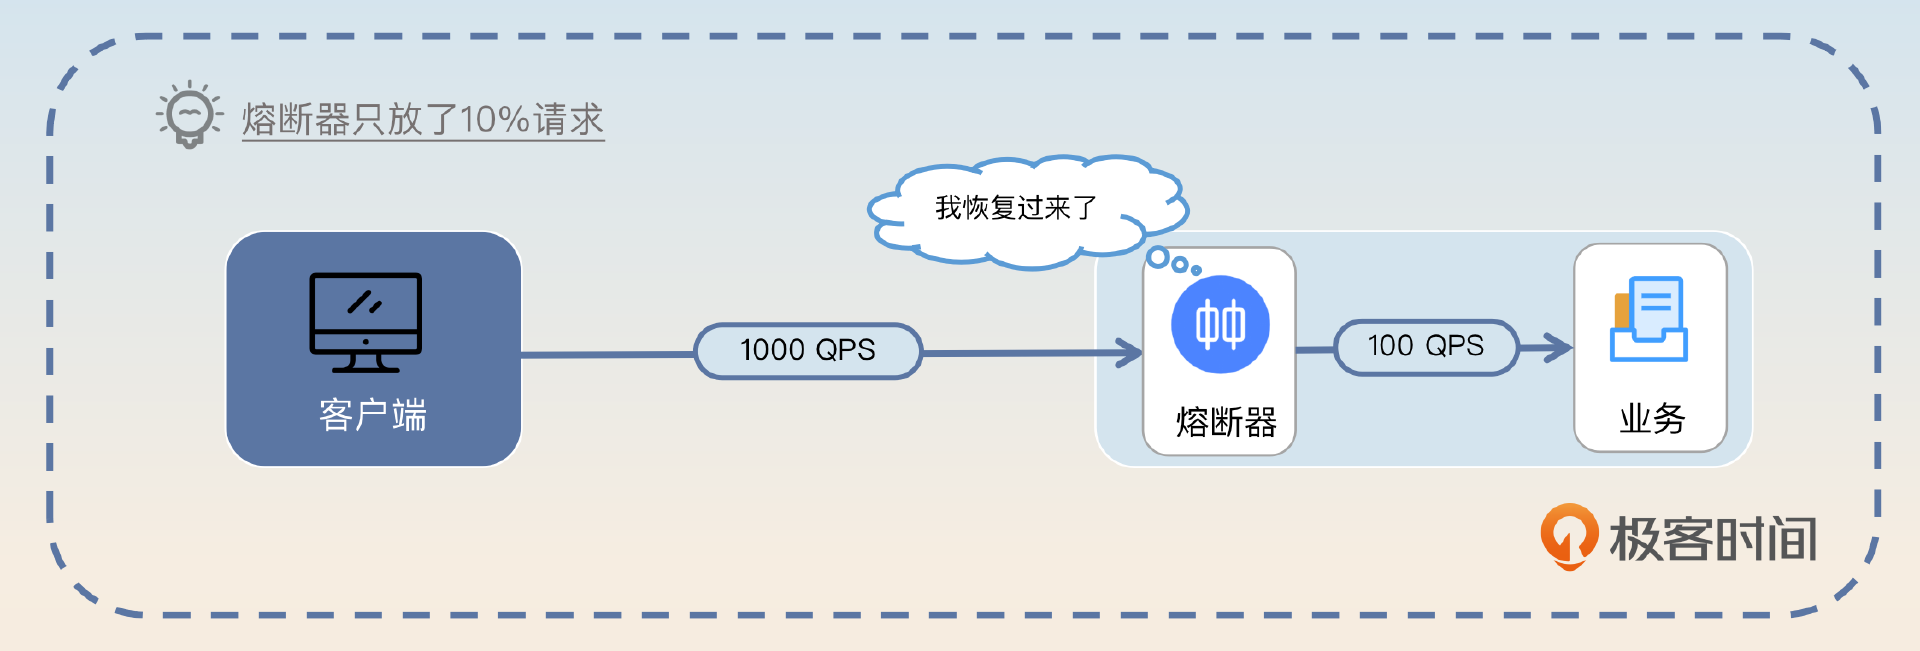 熔断器只放了10%请求
我恢复过来了
客户端
1000 QPS
熔断器
100 QPS
业务
极客时间